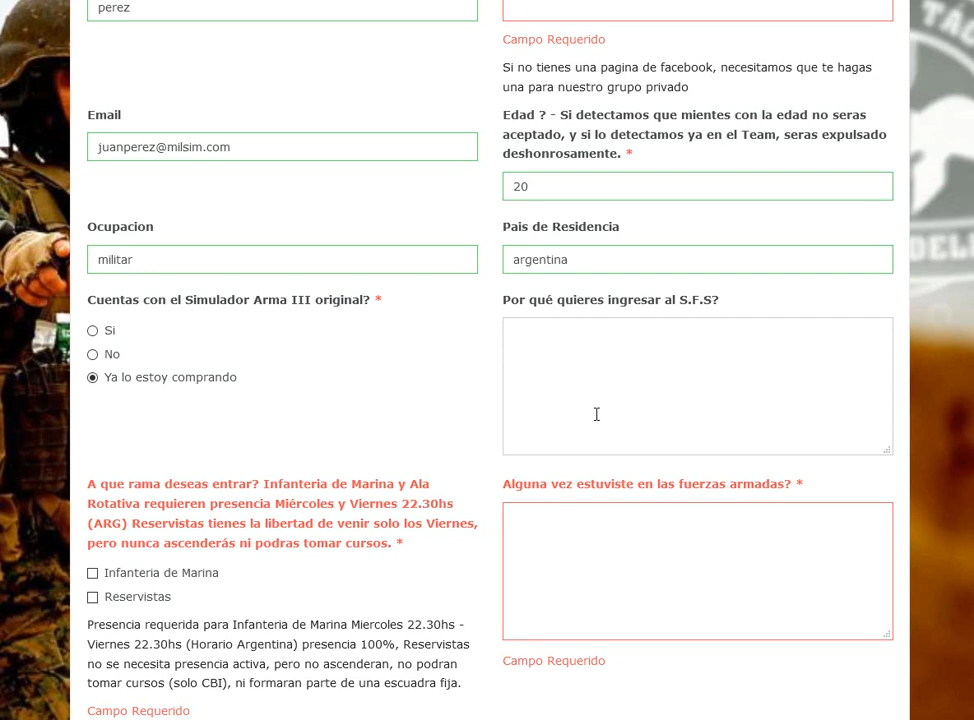 perez
Campo Requerido
Si no tienes una pagina de facebook, necesitamos que te hagas
una para nuestro grupo privado
Email
juanperez@milsim.com
Edad ? - Si detectamos que mientes con la edad no seras
aceptado, y si lo detectamos ya en el Team, seras expulsado
deshonrosamente. *
20
Ocupacion
militar
Pais de Residencia
argentina
Cuentas con el Simulador Arma III original? *
Si
No
Ya lo estoy comprando
Por qué quieres ingresar al S.F.S?
A que rama deseas entrar? Infanteria de Marina y Ala
Rotativa requieren presencia Miércoles y Viernes 22.30hs
(ARG) Reservistas tienes la libertad de venir solo los Viernes,
pero nunca ascenderás ni podras tomar cursos. *
Infanteria de Marina
Reservistas
Presencia requerida para Infanteria de Marina Miercoles 22.30hs -
Viernes 22.30hs (Horario Argentina) presencia 100%, Reservistas
no se necesita presencia activa, pero no ascenderan, no podran
tomar cursos (solo CBI), ni formaran parte de una escuadra fija.
Campo Requerido
Alguna vez estuviste en las fuerzas armadas? *
Campo Requerido